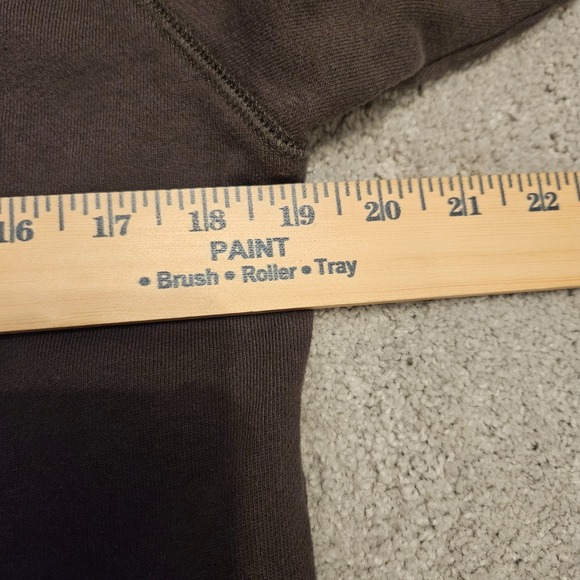 16 17 18 19 20 21 22
PAINT
• Brush • Roller • Tray